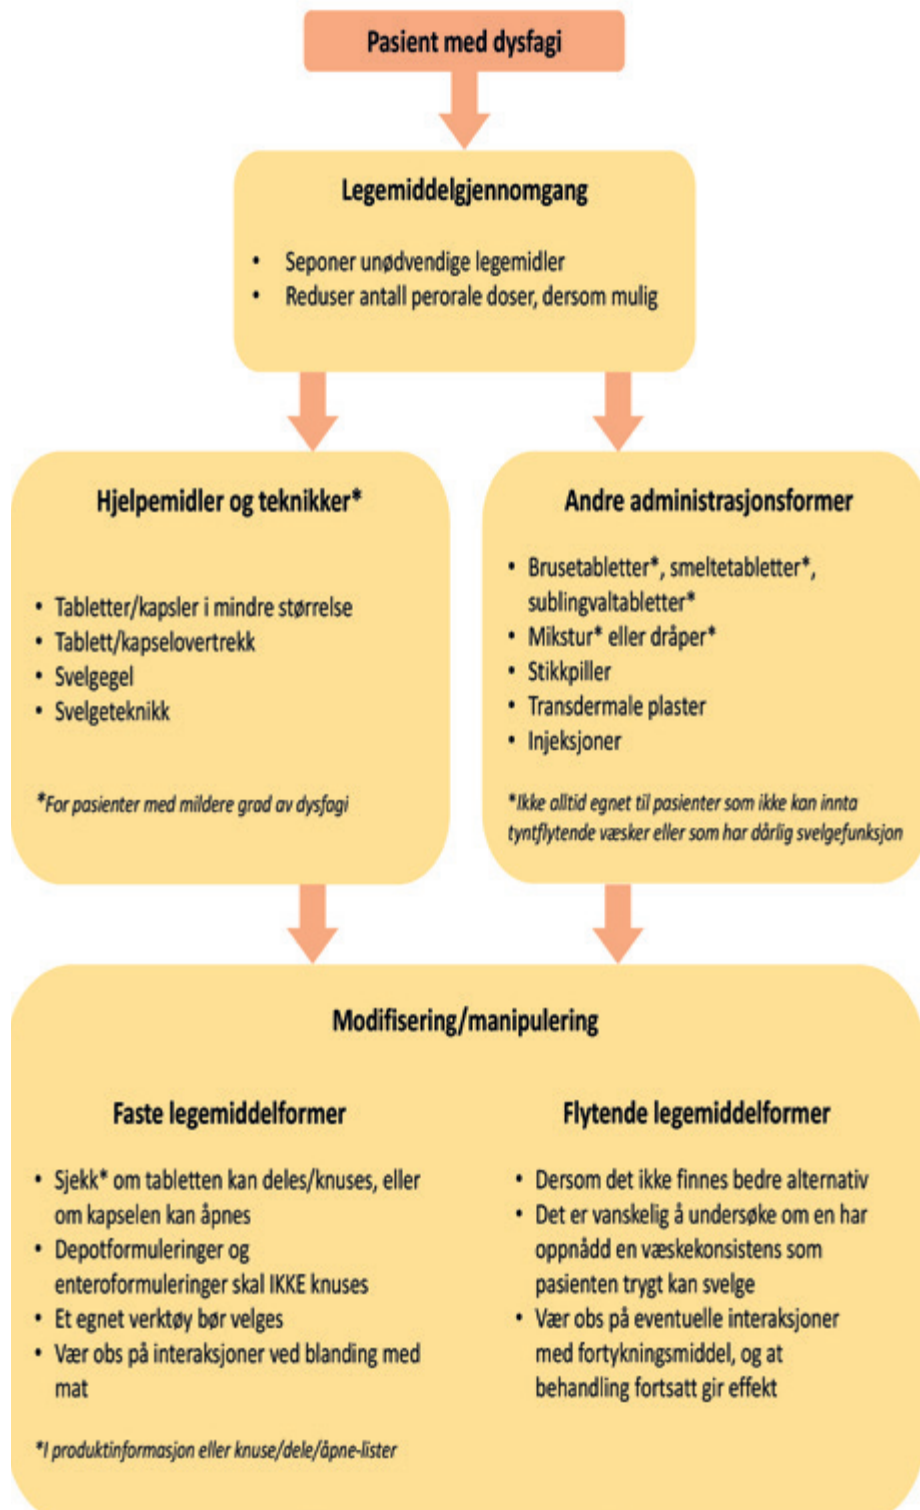 Pasient med dysfagi
Legemiddelgjennomgang
• Seponer unødvendige legemidler
• Reduser antall perorale doser, dersom mulig
Hjelpemidler og teknikker*
• Tabletter/kapsler i mindre størrelse
• Tablett/kapselovertrekk
• Svelgegel
• Svelgeteknikk
*For pasienter med mildere grad av dysfagi
Andre administrasjonsformer
• Brusetabletter*, smeltetabletter*,
sublingvaltabletter*
• Mikstur* eller dråper*
• Stikkpiller
• Transdermale plaster
• Injeksjoner
*Ikke alltid egnet til pasienter som ikke kan innta
tyntflytende væsker eller som har dårlig svelgefunksjon
Modifisering/manipulering
Faste legemiddelformer
• Sjekk* om tabletten kan deles/knuses, eller
om kapselen kan åpnes
• Depotformuleringer og
enteroformuleringer skal IKKE knuses
• Et egnet verktøy bør velges
• Vær obs på interaksjoner ved blanding med
mat
*I produktinformasjon eller knuse/dele/åpne-lister
Flytende legemiddelformer
• Dersom det ikke finnes bedre alternativ
• Det er vanskelig å undersøke om en har
oppnådd en væskekonsistens som
pasienten trygt kan svelge
• Vær obs på eventuelle interaksjoner
med fortykningsmiddel, og at
behandling fortsatt gir effekt